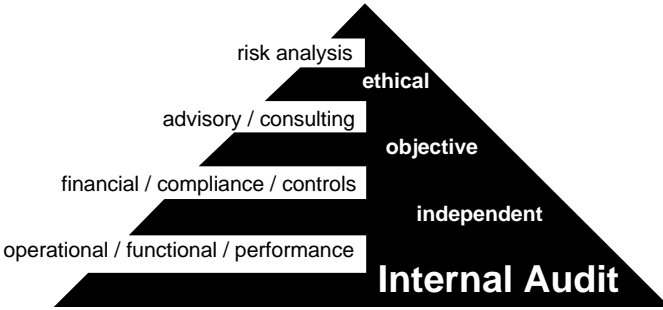 risk analysis
ethical
advisory / consulting
objective
financial / compliance / controls
independent
operational / functional / performance
Internal Audit